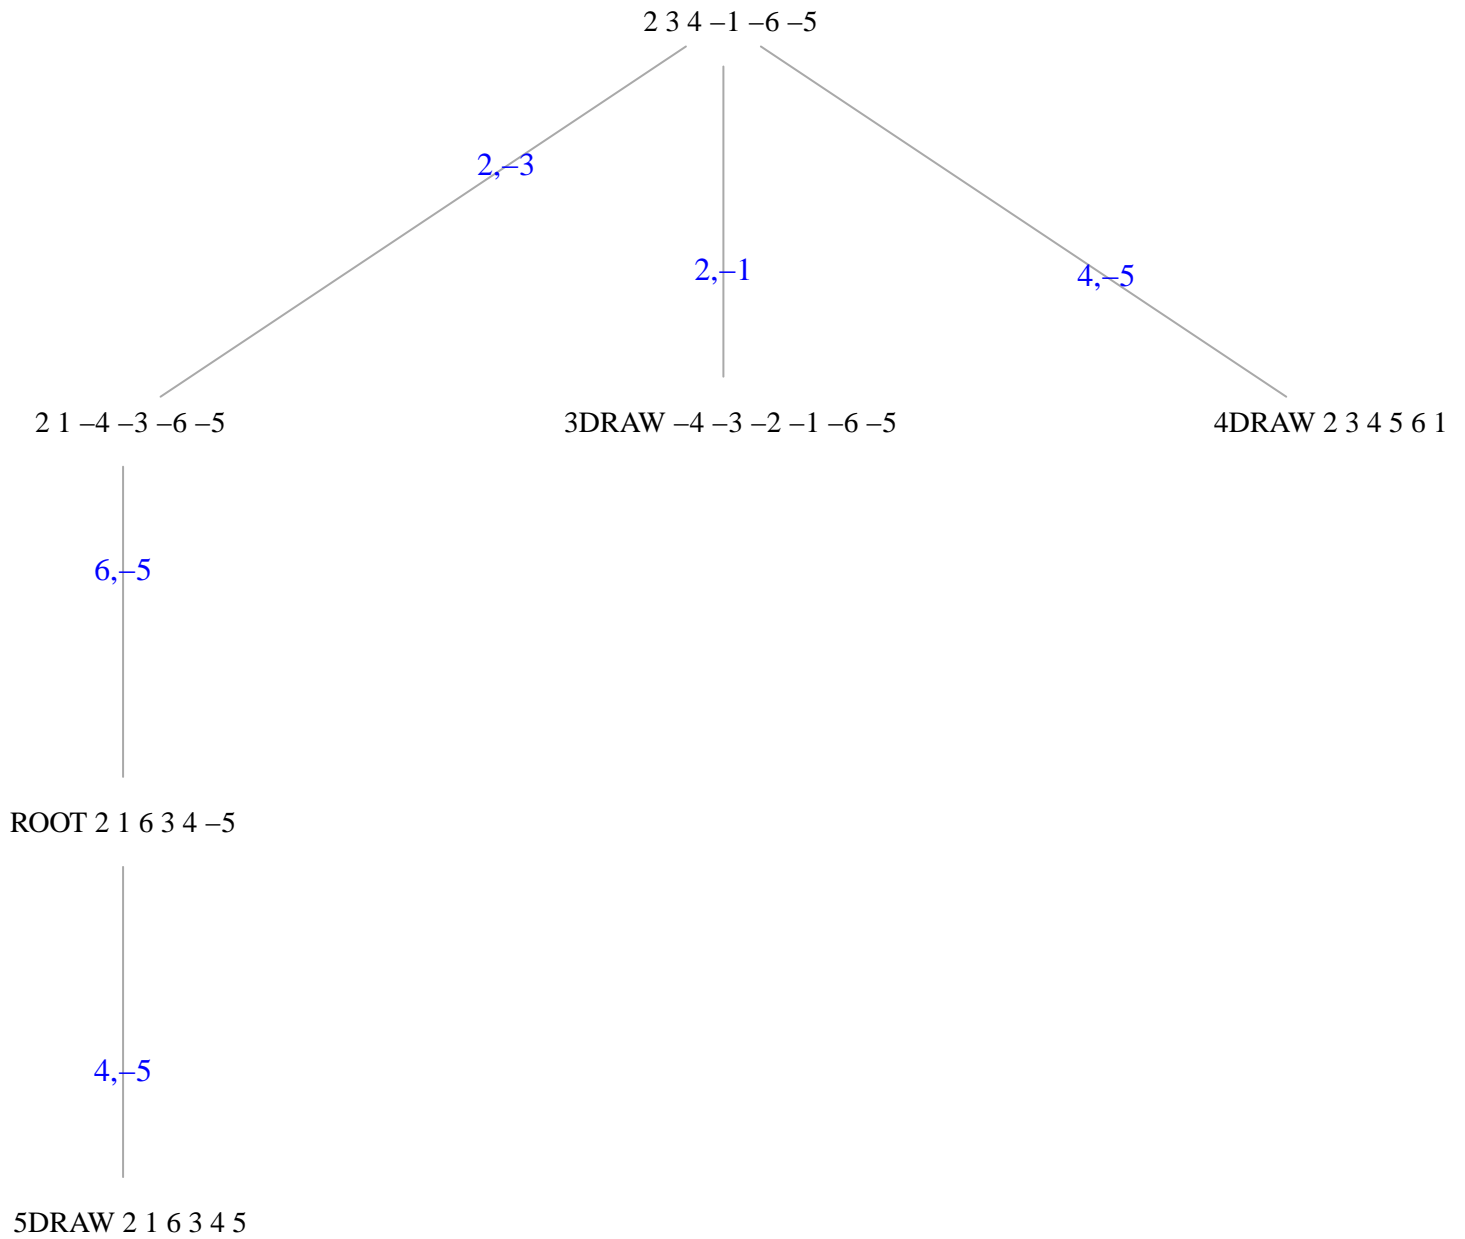 2 3 4 –1 –6 –5
2,–3
2,–1
4,–5
2 1 –4 –3 –6 –5
3DRAW –4 –3 –2 –1 –6 –5
4DRAW 2 3 4 5 6 1
6,–5
ROOT 2 1 6 3 4 –5
4,–5
5DRAW 2 1 6 3 4 5